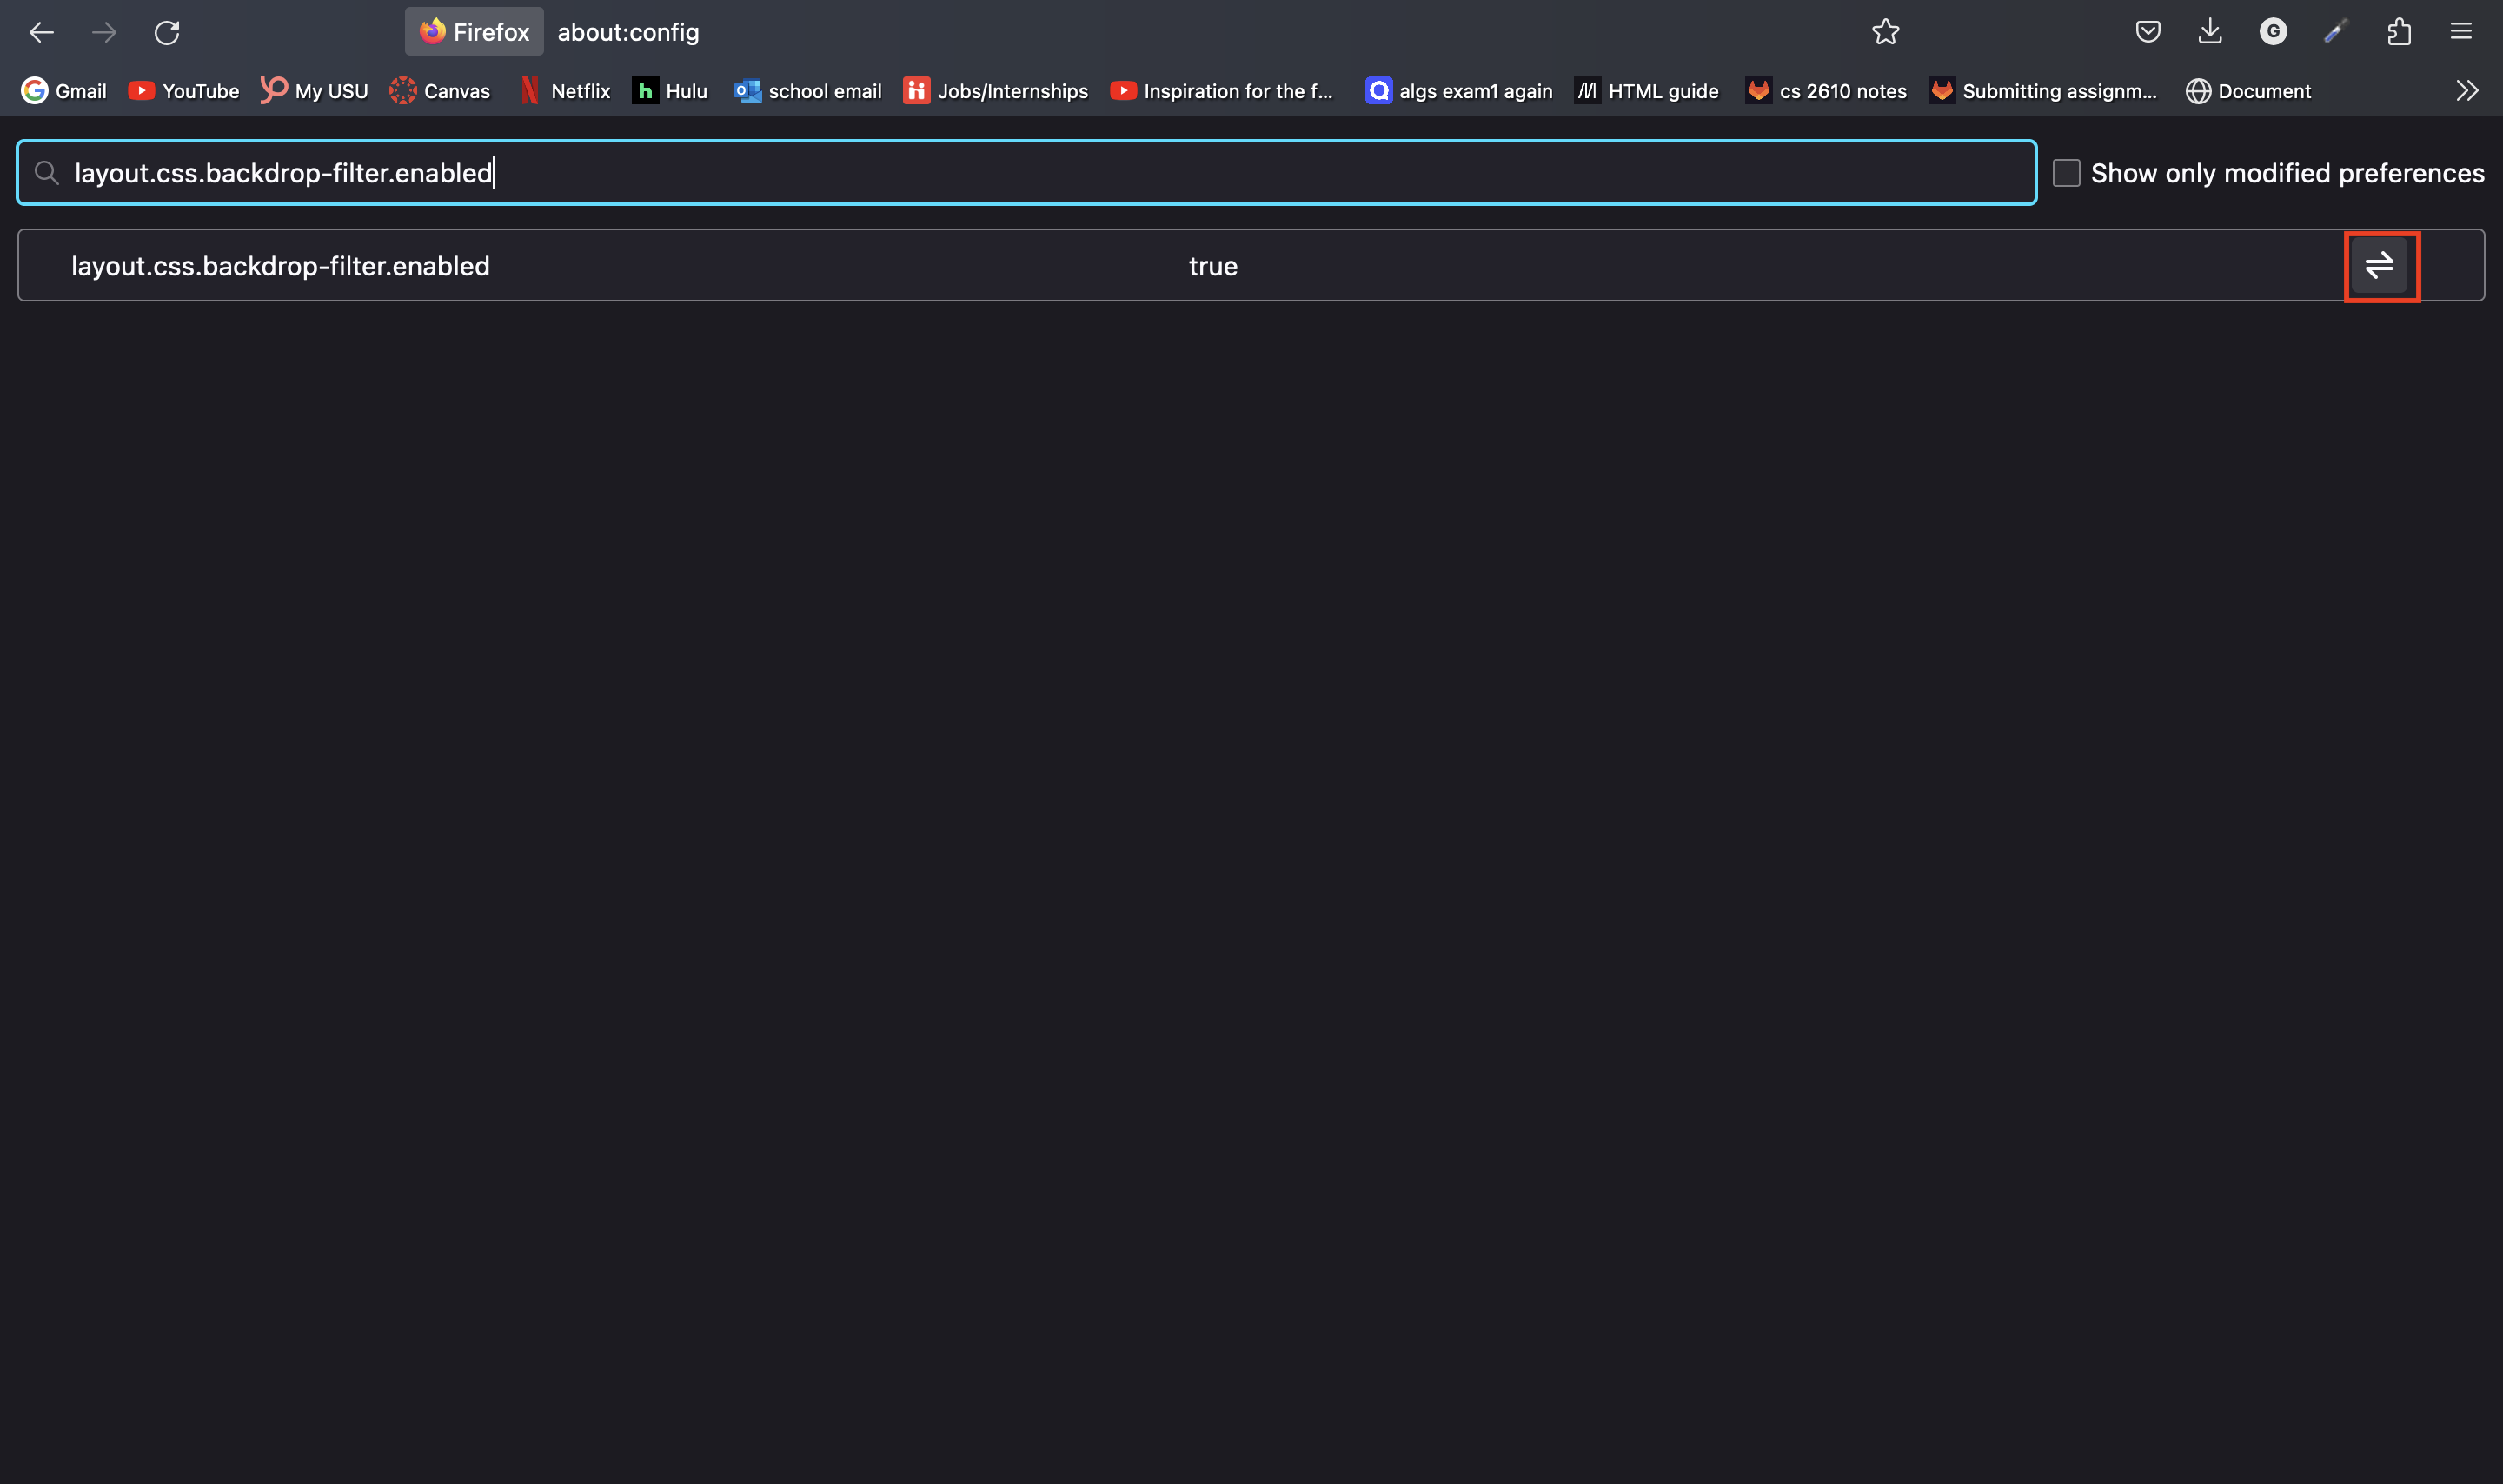 Firefox about:config
Gmail YouTube My USU Canvas Netflix Hulu school email Jobs/Internships Inspiration for the f... algs exam1 again HTML guide cs 2610 notes Submitting assignm... Document
layout.css.backdrop-filter.enabled Show only modified preferences
layout.css.backdrop-filter.enabled true